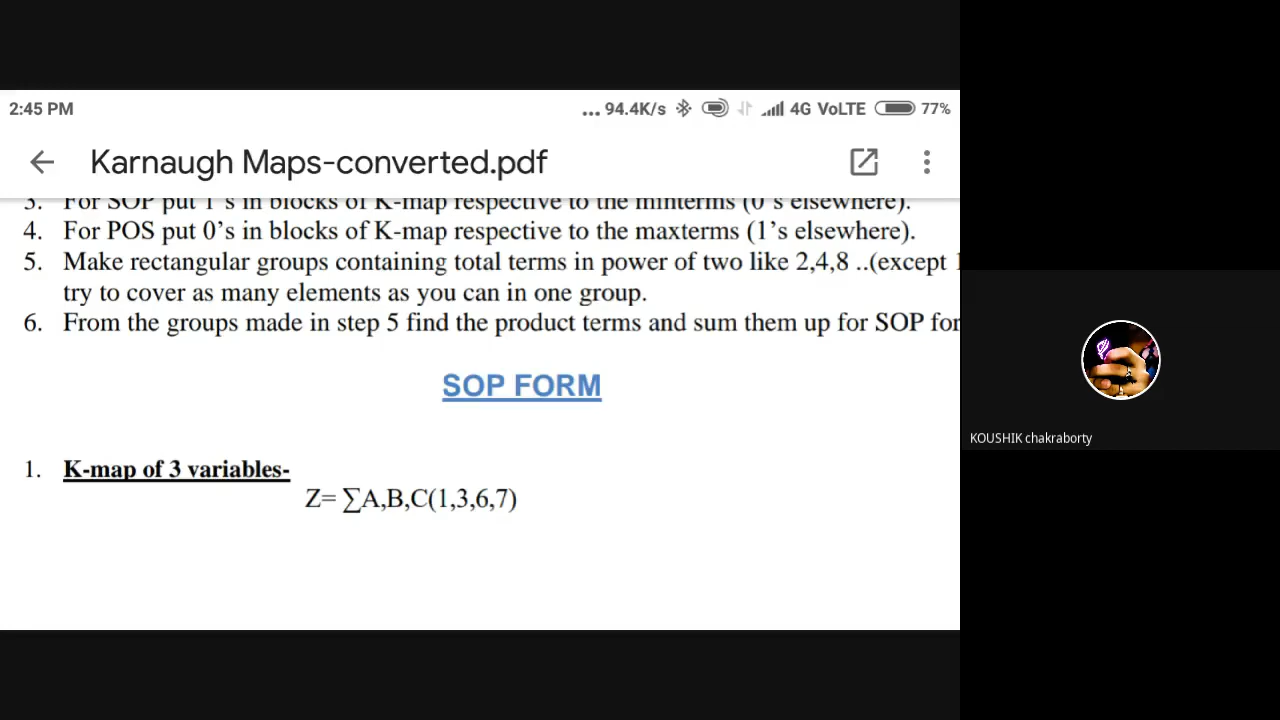 2:45 PM
... 94.4K/s 4G VoLTE 77%
Karnaugh Maps-converted.pdf
3. For SOP put 1's in blocks of K-map respective to the minterms (0's elsewhere).
4. For POS put 0's in blocks of K-map respective to the maxterms (1's elsewhere).
5. Make rectangular groups containing total terms in power of two like 2,4,8 ..(except
try to cover as many elements as you can in one group.
6. From the groups made in step 5 find the product terms and sum them up for SOP for
SOP FORM
1. K-map of 3 variables-
Z= ∑A,B,C(1,3,6,7)
KOUSHIK chakraborty